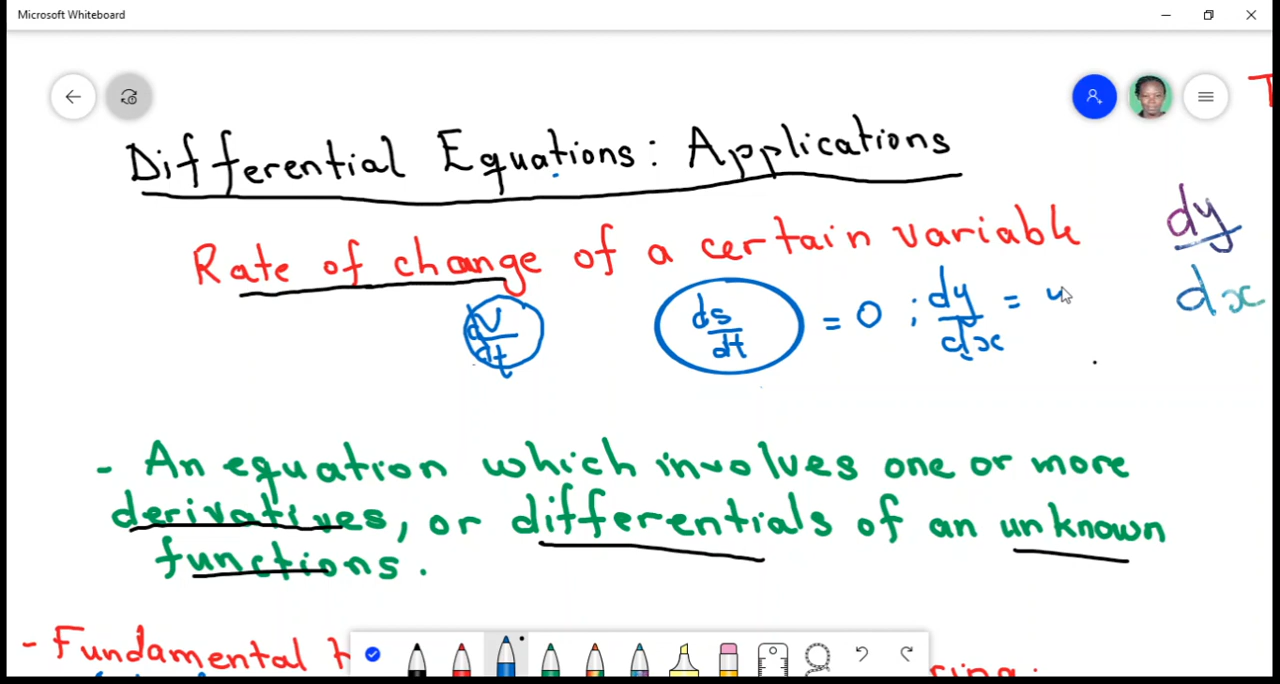 Microsoft Whiteboard
Differential Equations: Applications
Rate of change of a certain variable
dy
dx
dV
dt
ds
dt
= 0 ; dy
dx
=
- An equation which involves one or more
derivatives, or differentials of an unknown
functions.
- Fundamental